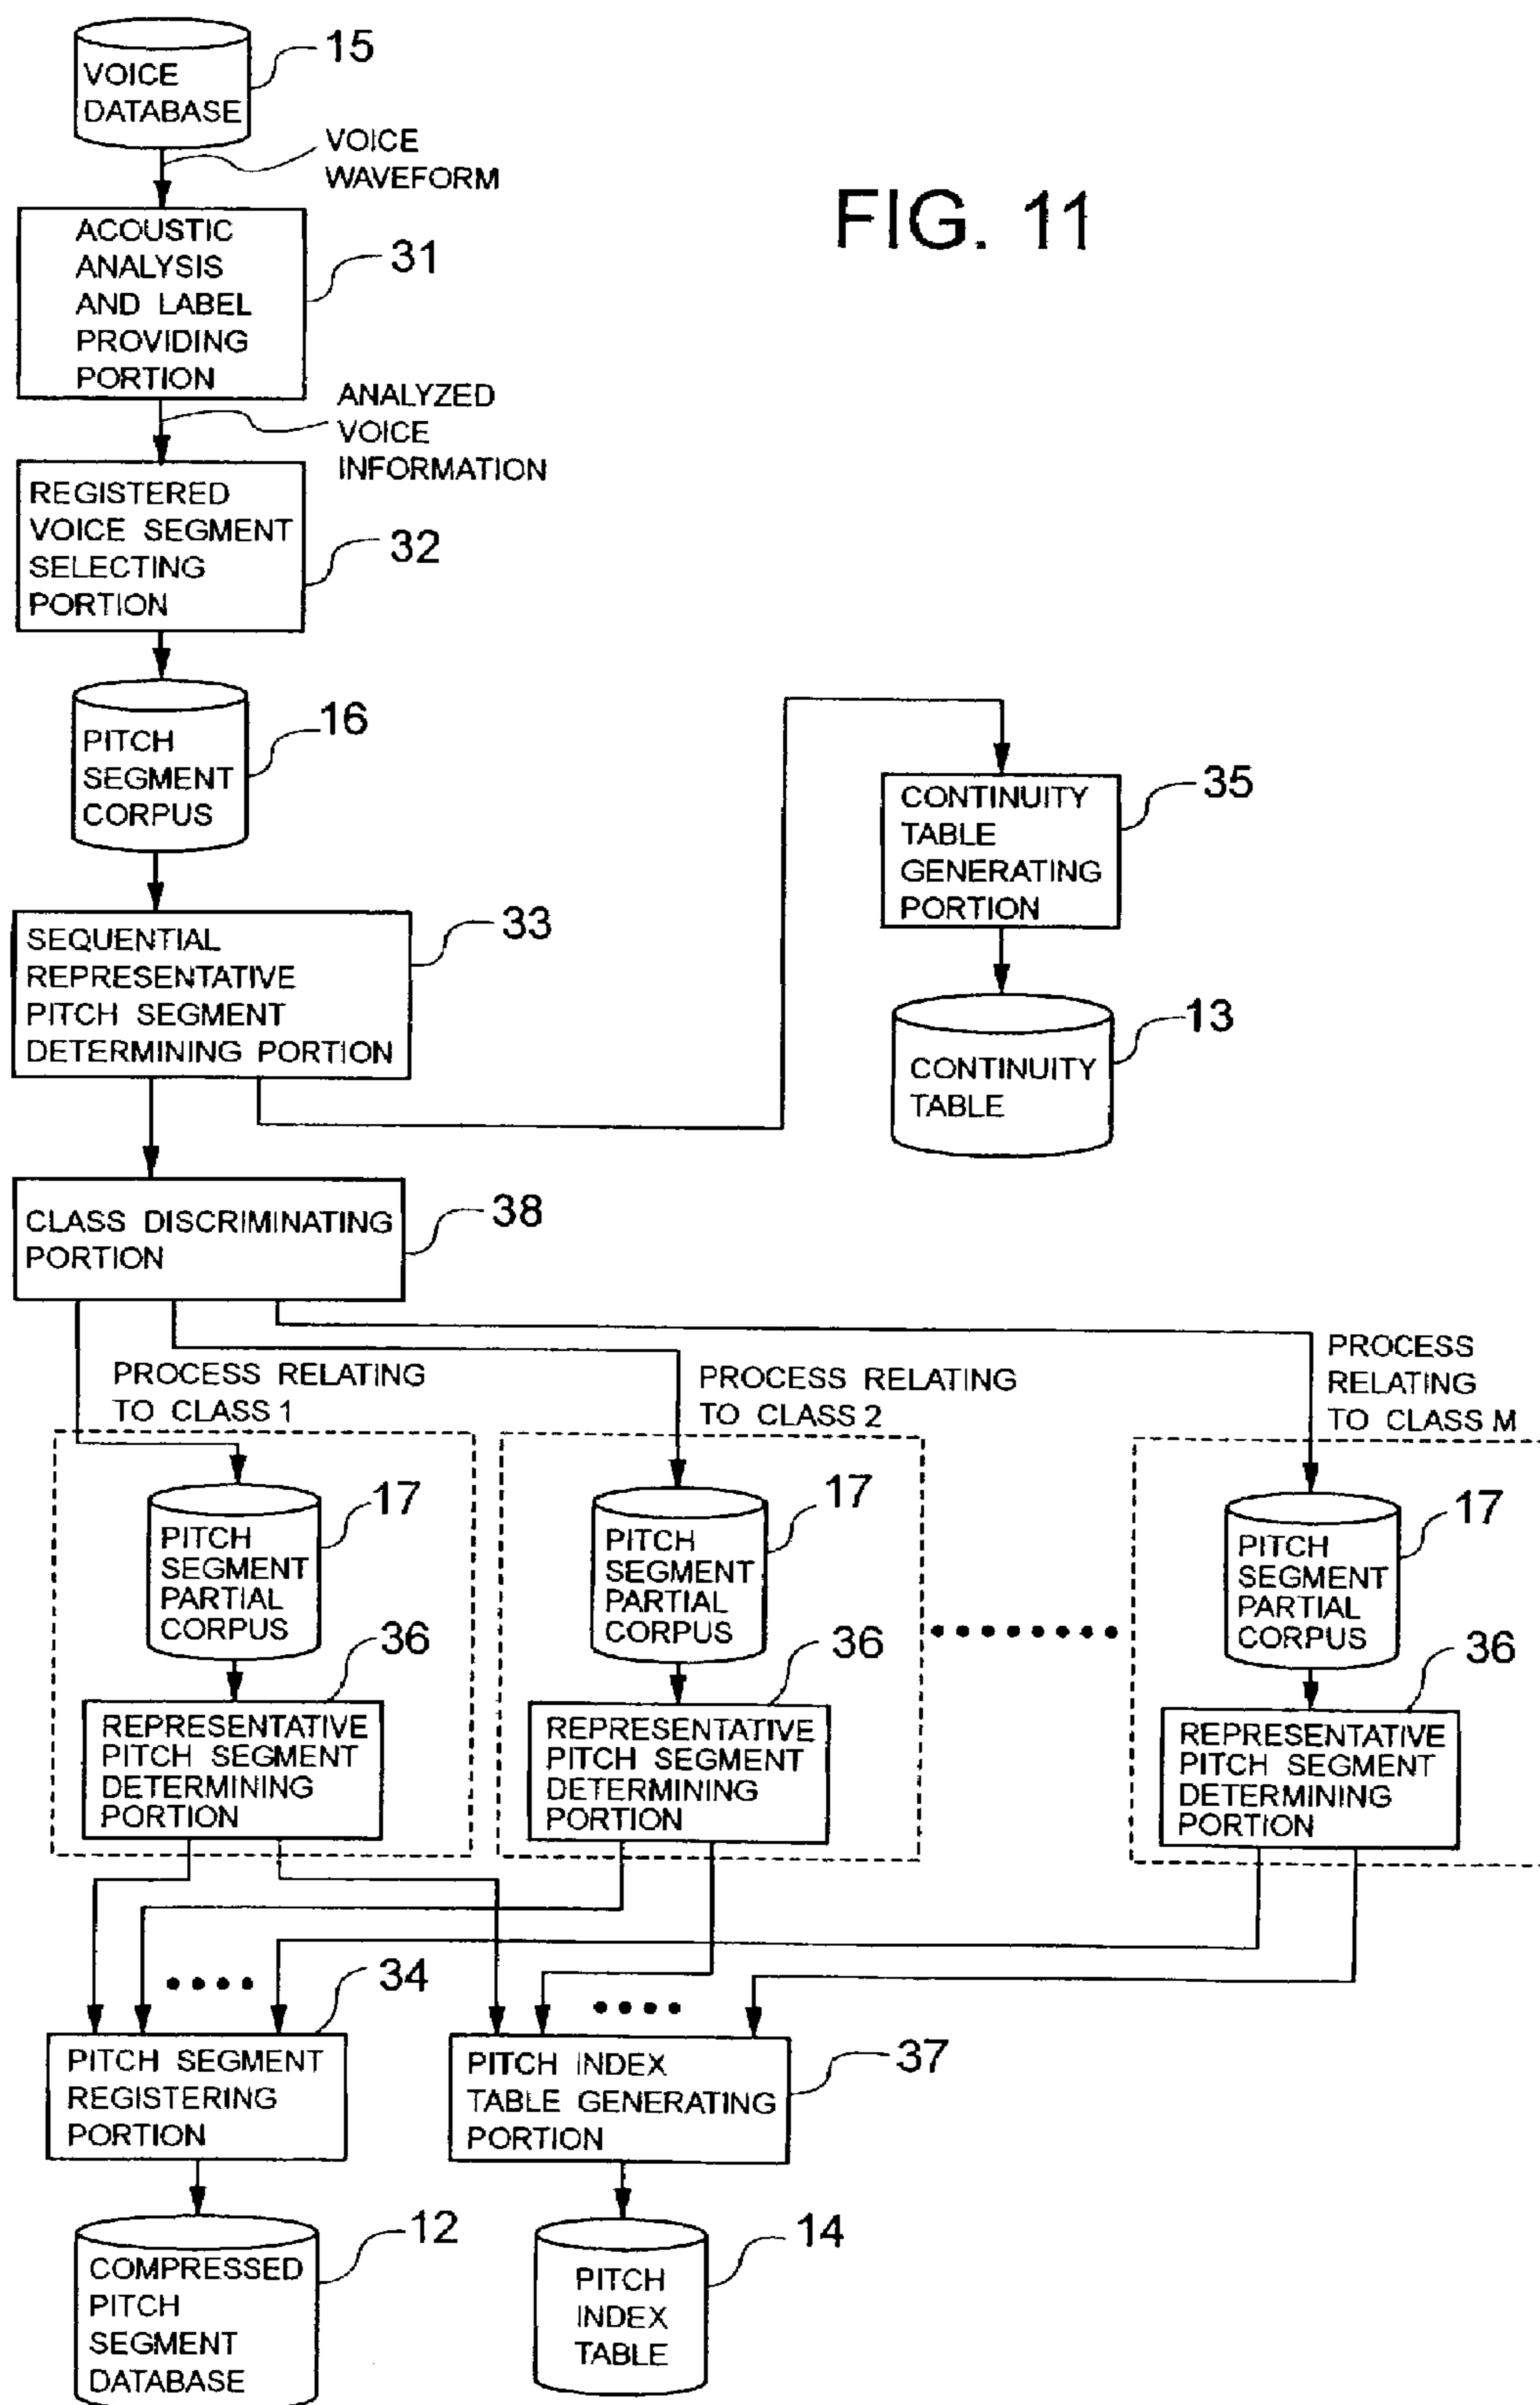 15
VOICE
DATABASE
VOICE
WAVEFORM
FIG. 11
ACOUSTIC
ANALYSIS
AND LABEL
PROVIDING
PORTION
31
ANALYZED
VOICE
INFORMATION
REGISTERED
VOICE SEGMENT
SELECTING
PORTION
32
PITCH
SEGMENT
CORPUS
16
CONTINUITY
TABLE
GENERATING
PORTION
35
SEQUENTIAL
REPRESENTATIVE
PITCH SEGMENT
DETERMINING PORTION
33
CONTINUITY
TABLE
13
CLASS DISCRIMINATING
PORTION
38
PROCESS RELATING
TO CLASS 1
PROCESS RELATING
TO CLASS 2
PROCESS
RELATING
TO CLASS M
PITCH
SEGMENT
PARTIAL
CORPUS
17
PITCH
SEGMENT
PARTIAL
CORPUS
17
PITCH
SEGMENT
PARTIAL
CORPUS
17
REPRESENTATIVE
PITCH SEGMENT
DETERMINING
PORTION
36
REPRESENTATIVE
PITCH SEGMENT
DETERMINING
PORTION
36
REPRESENTATIVE
PITCH SEGMENT
DETERMINING
PORTION
36
PITCH SEGMENT
REGISTERING
PORTION
34
PITCH INDEX
TABLE GENERATING
PORTION
37
COMPRESSED
PITCH
SEGMENT
DATABASE
12
PITCH
INDEX
TABLE
14